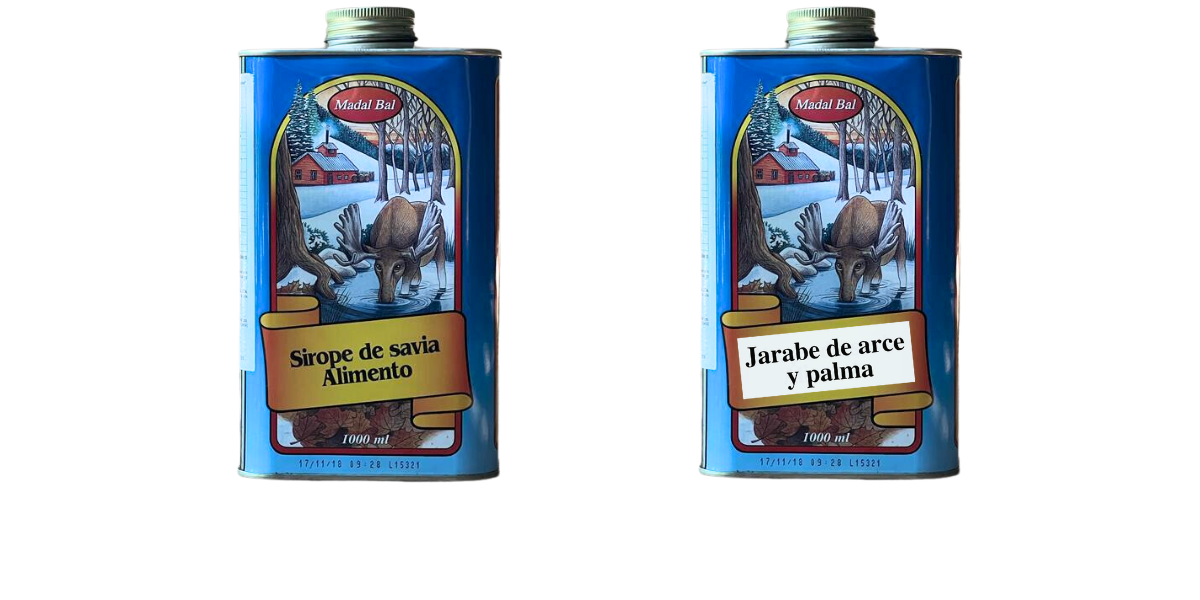 Madal Bal
Sirope de savia
Alimento
1000 ml
17/11/18 09:28 L15321
Madal Bal
Jarabe de arce
y palma
1000 ml
17/11/18 09:28 L15321